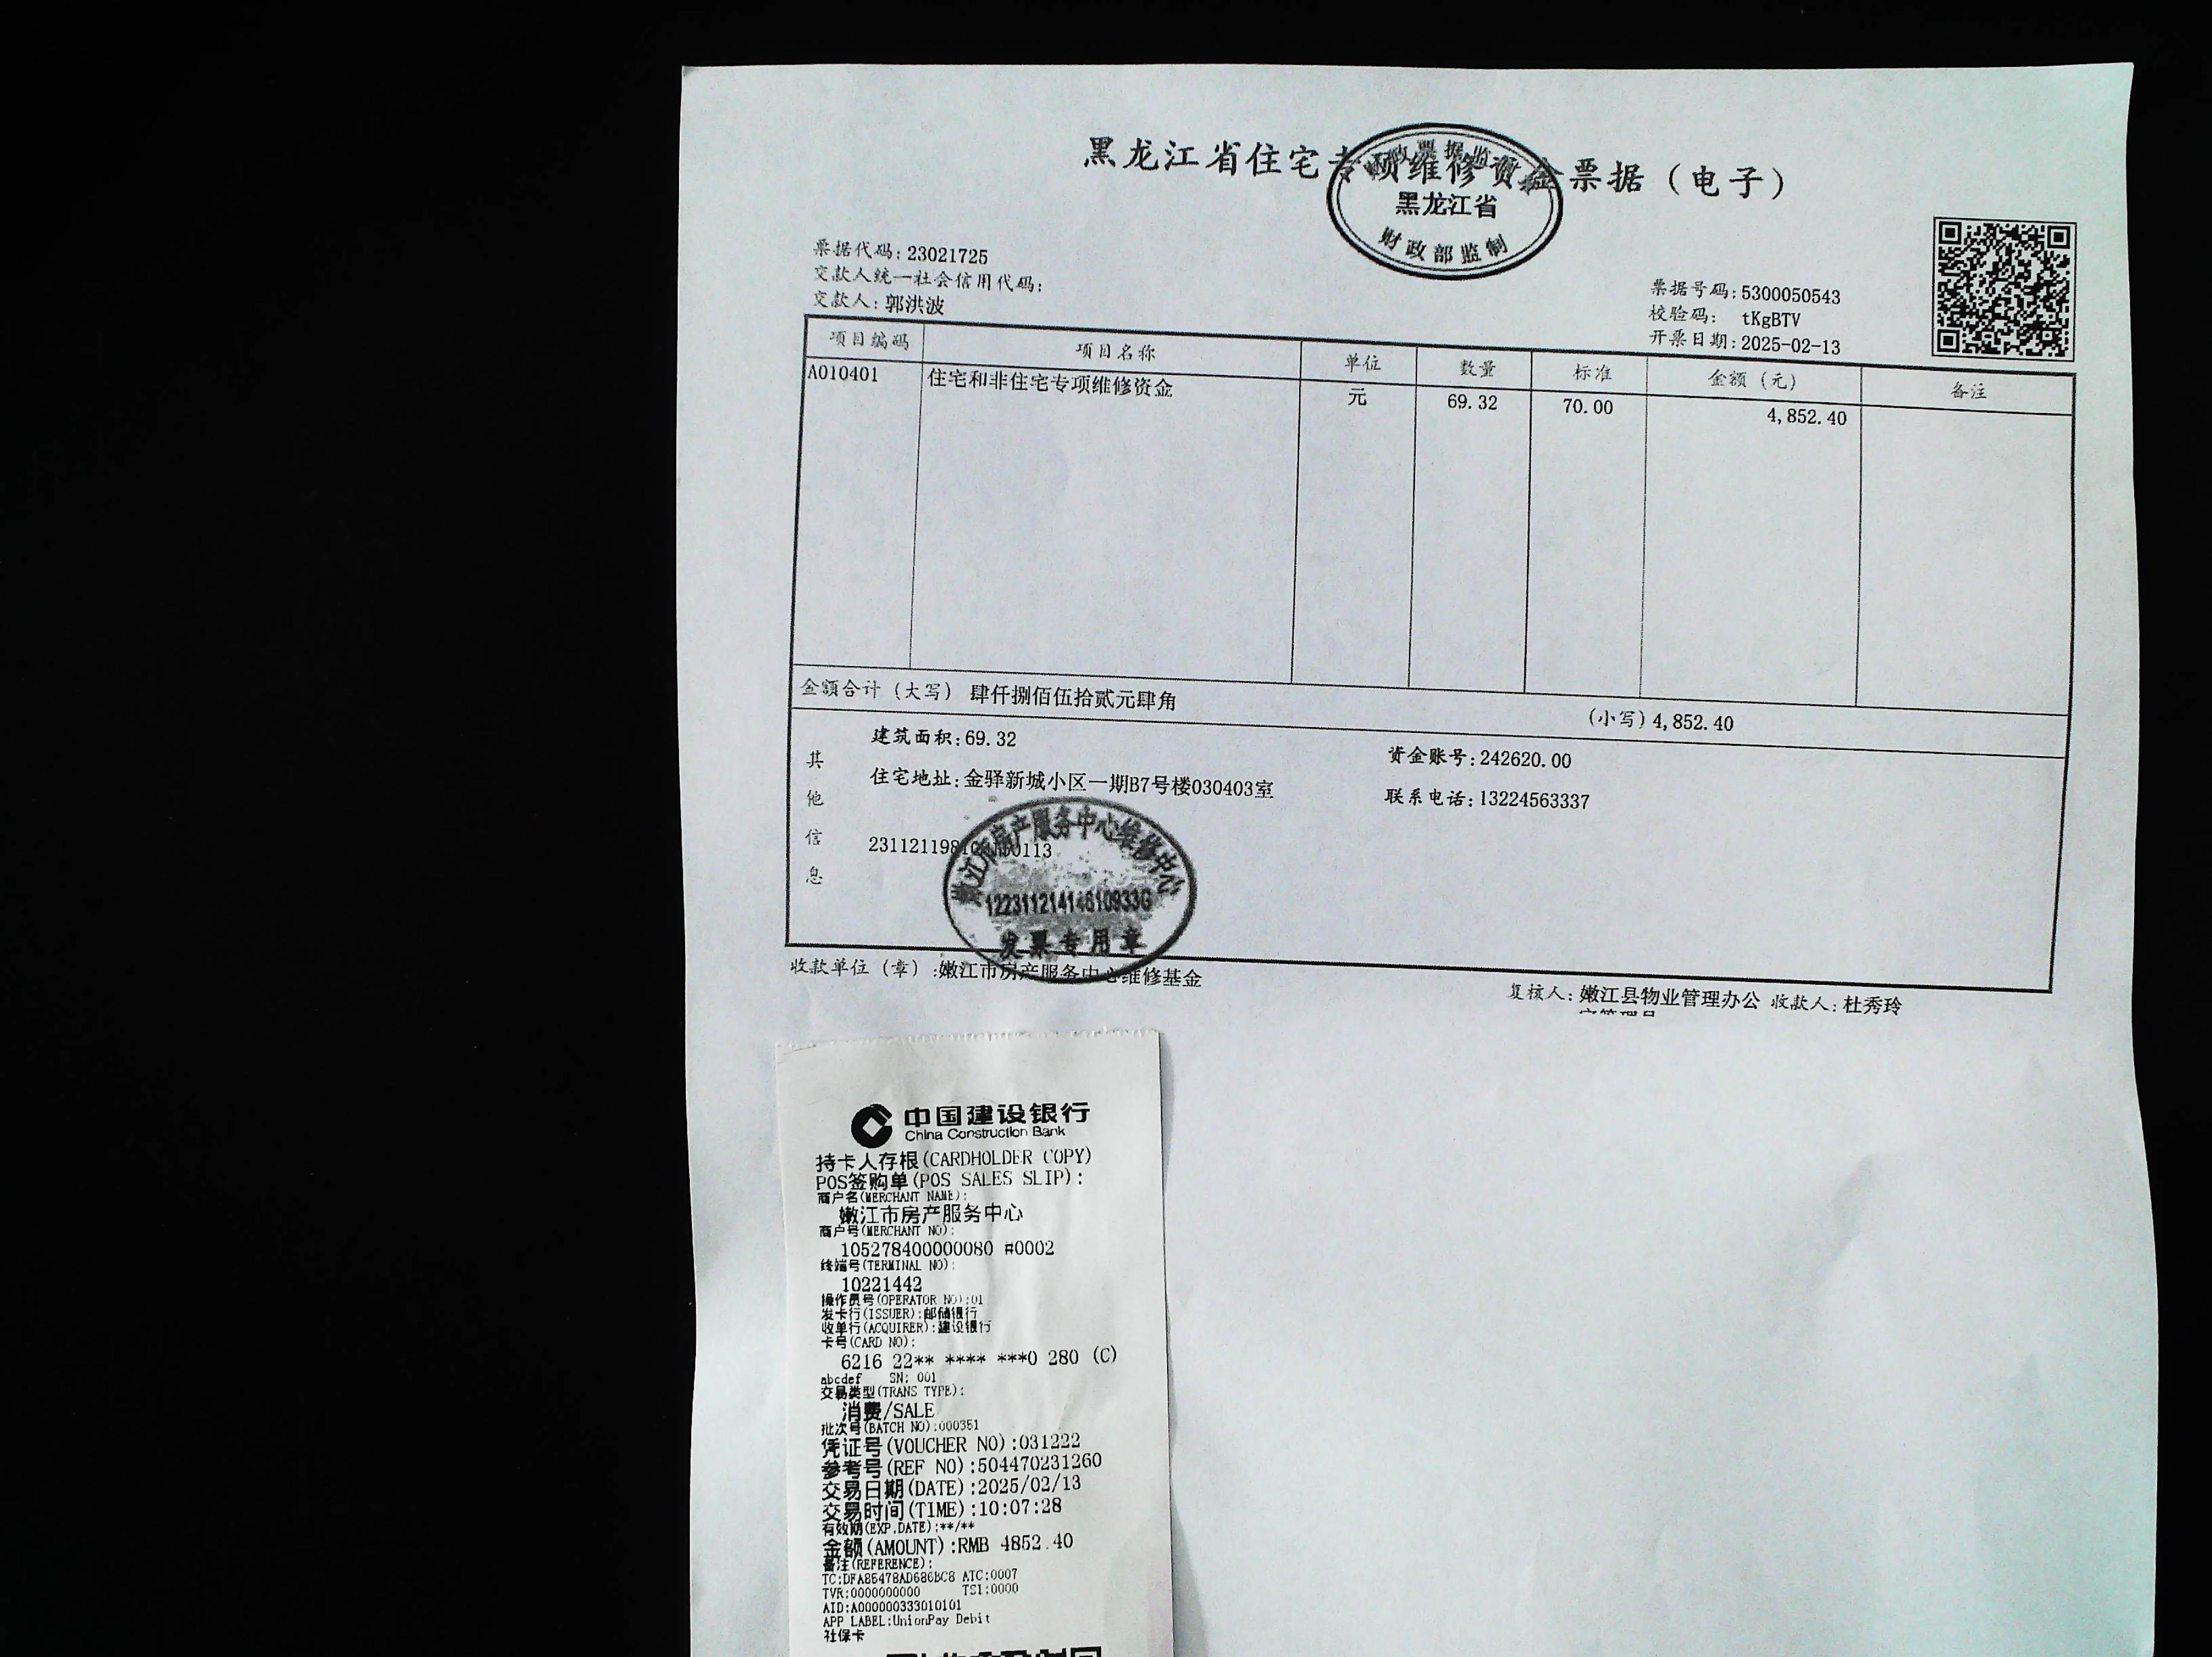 黑龙江省住宅专项维修资金票据（电子）
黑龙江省
财政部监制
票据代码：23021725
交款人统一社会信用代码：
交款人：郭洪波
票据号码：5300050543
校验码： tKgBTV
开票日期：2025-02-13
项目编码 项目名称 单位 数量 标准 金额（元） 备注
A010401 住宅和非住宅专项维修资金 元 69.32 70.00 4,852.40
金额合计（大写） 肆仟捌佰伍拾贰元肆角 （小写）4,852.40
其他信息
建筑面积：69.32 资金账号：242620.00
住宅地址：金驿新城小区一期B7号楼030403室 联系电话：13224563337
嫩江市房产服务中心维修中心
12231121414810933G
发票专用章
收款单位（章）：嫩江市房产服务中心维修基金
复核人：嫩江县物业管理办公 收款人：杜秀玲
中国建设银行
China Construction Bank
持卡人存根(CARDHOLDER COPY)
POS签购单(POS SALES SLIP):
商户名(MERCHANT NAME):
嫩江市房产服务中心
商户号(MERCHANT NO):
105278400000080 #0002
终端号(TERMINAL NO):
10221442
操作员号(OPERATOR NO):01
发卡行(ISSUER):邮储银行
收单行(ACQUIRER):建设银行
卡号(CARD NO):
6216 22** **** ***0 280 (C)
abcdef SN: 001
交易类型(TRANS TYPE):
消费/SALE
批次号(BATCH NO):000351
凭证号(VOUCHER NO):031222
参考号(REF NO):504470231260
交易日期(DATE):2025/02/13
交易时间(TIME):10:07:28
有效期(EXP.DATE):**/**
金额(AMOUNT):RMB 4852.40
备注(REFERENCE):
TC:DFA85478AD686BC8 ATC:0007
TVR:0000000000 TSI:0000
AID:A000000333010101
APP LABEL:UnionPay Debit
社保卡